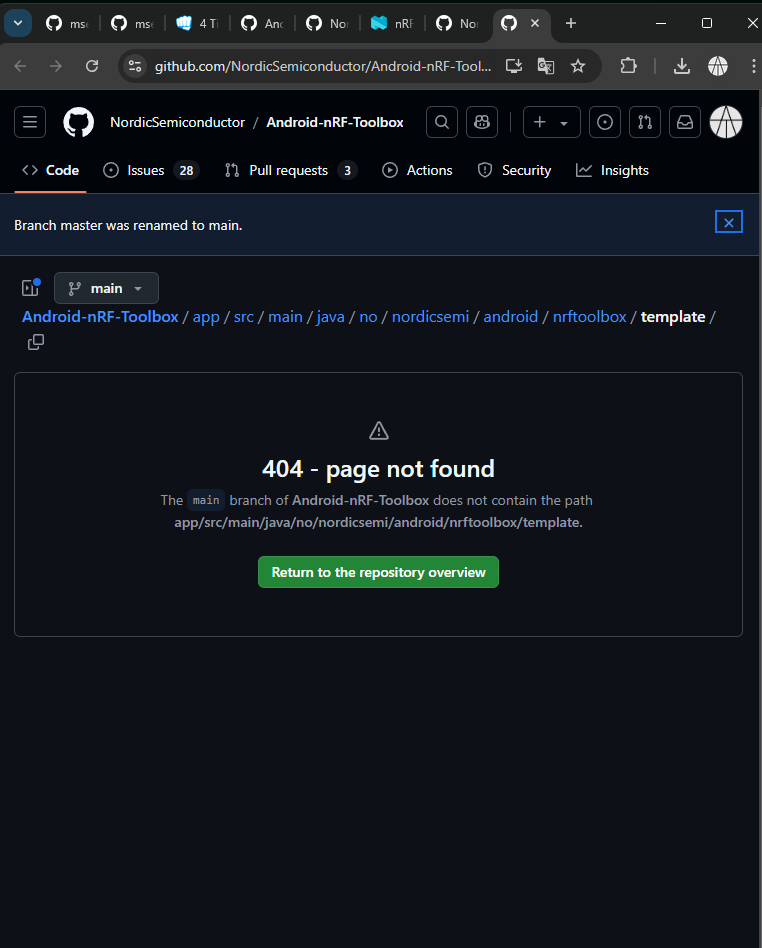 mse
mse
4 Ti
And
Nor
nRF
No
github.com/NordicSemiconductor/Android-nRF-Tool...
NordicSemiconductor / Android-nRF-Toolbox
Code Issues 28 Pull requests 3 Actions Security Insights
Branch master was renamed to main.
main
Android-nRF-Toolbox / app / src / main / java / no / nordicsemi / android / nrftoolbox / template /
404 - page not found
The main branch of Android-nRF-Toolbox does not contain the path
app/src/main/java/no/nordicsemi/android/nrftoolbox/template.
Return to the repository overview